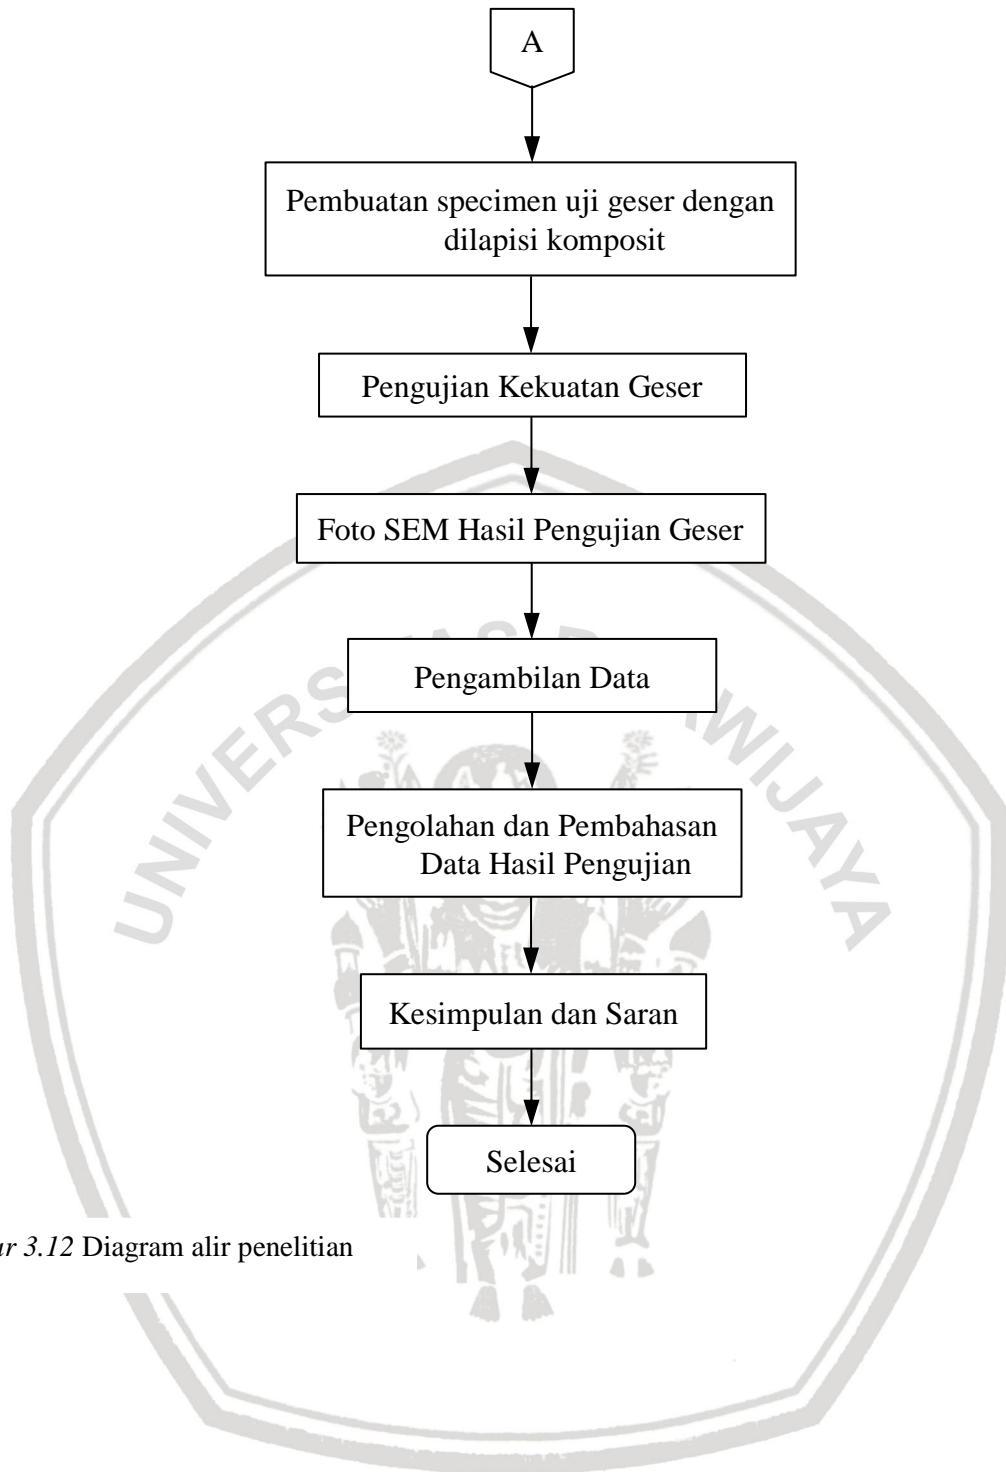 A
Pembuatan specimen uji geser dengan
dilapisi komposit
Pengujian Kekuatan Geser
Foto SEM Hasil Pengujian Geser
Pengambilan Data
Pengolahan dan Pembahasan
Data Hasil Pengujian
Kesimpulan dan Saran
Selesai
3.12 Diagram alir penelitian